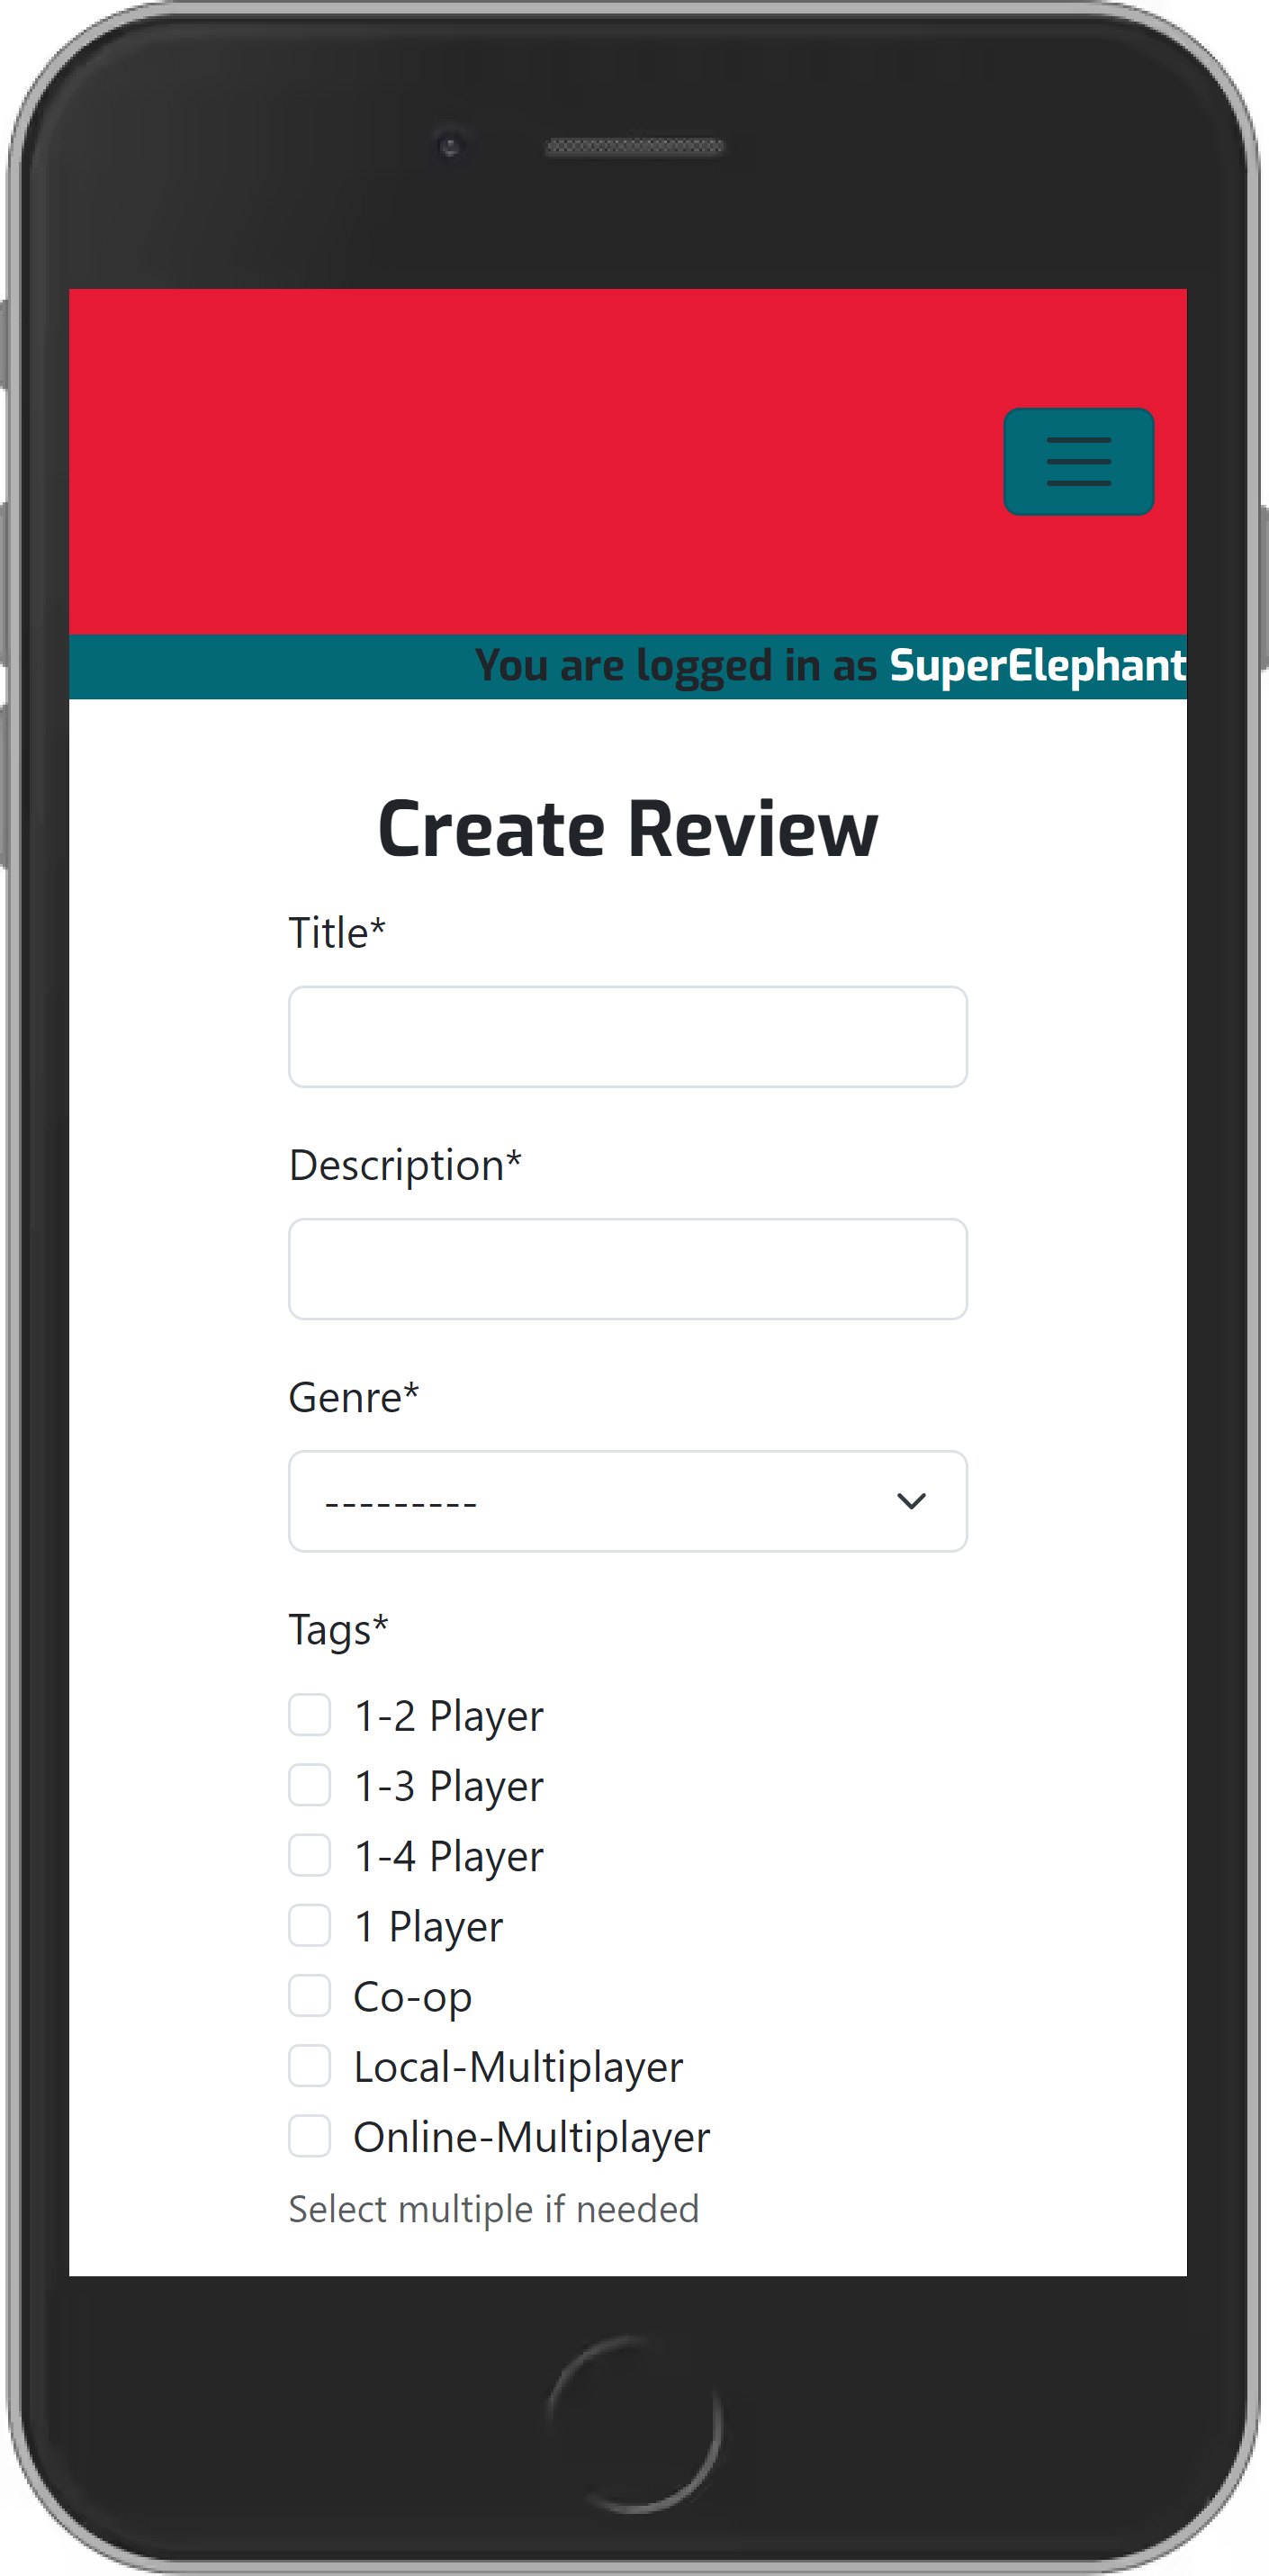 You are logged in as SuperElephant
Create Review
Title*
Description*
Genre*
---------
Tags*
1-2 Player
1-3 Player
1-4 Player
1 Player
Co-op
Local-Multiplayer
Online-Multiplayer
Select multiple if needed